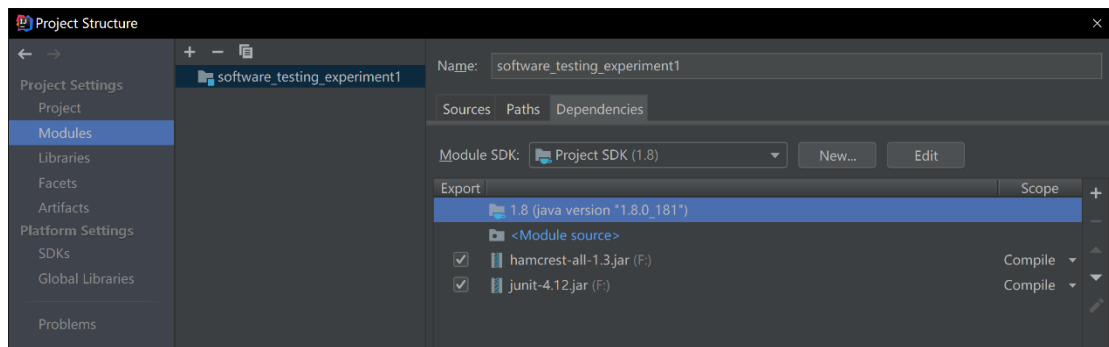 Project Structure
Project Settings
Project
Modules
Libraries
Facets
Artifacts
Platform Settings
SDKs
Global Libraries
Problems
software_testing_experiment1
Name: software_testing_experiment1
Sources Paths Dependencies
Module SDK: Project SDK (1.8) New... Edit
Export Scope
1.8 (java version "1.8.0_181")
<Module source>
hamcrest-all-1.3.jar (F:) Compile
junit-4.12.jar (F:) Compile